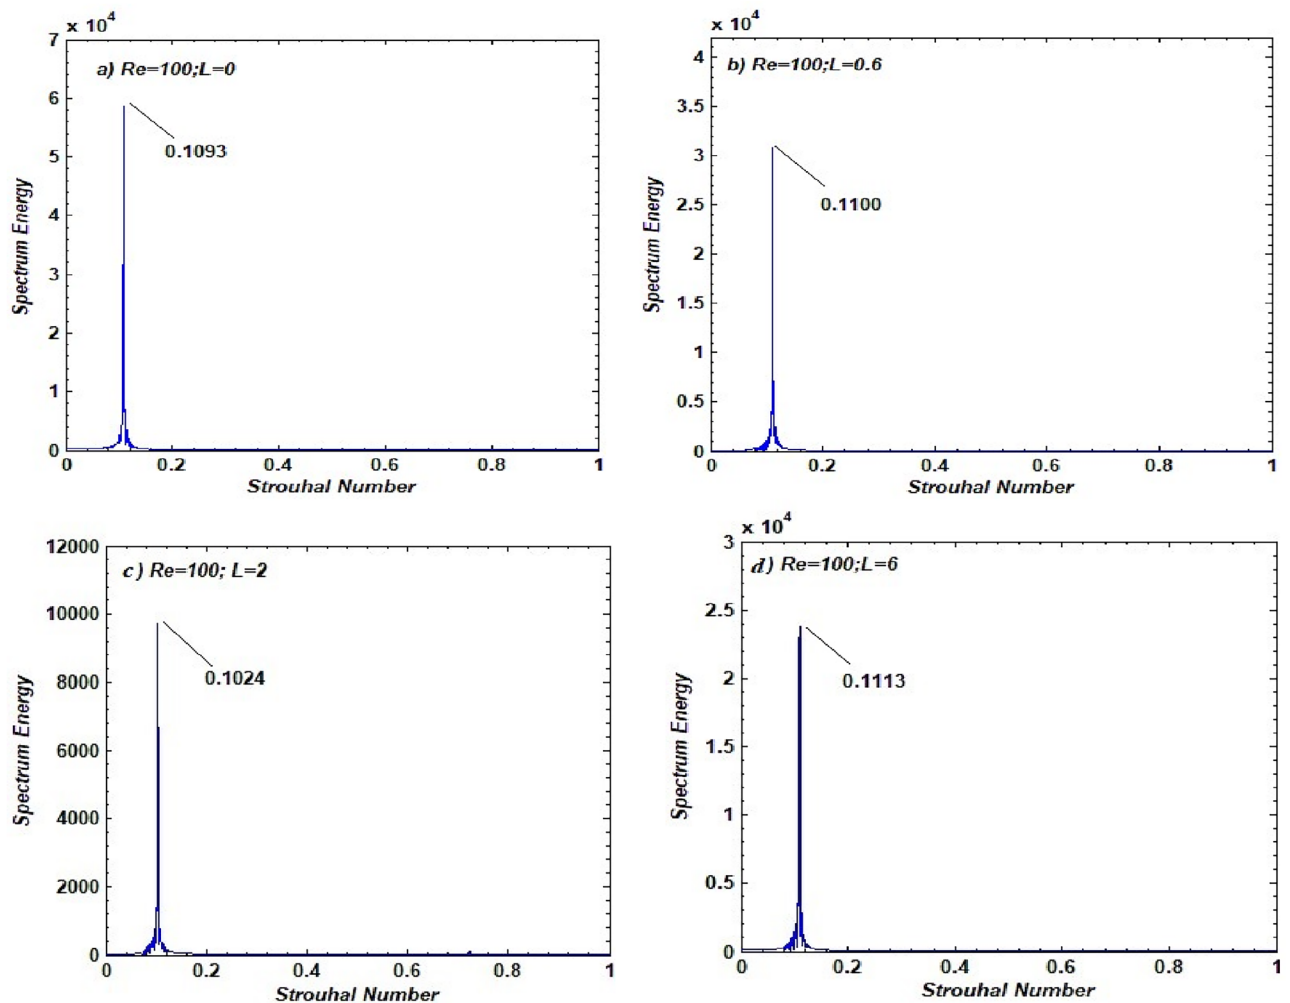 x 10⁴
7
6
5
4
3
2
1
0
a) Re=100;L=0
0.1093
Spectrum Energy
0 0.2 0.4 0.6 0.8 1
Strouhal Number
x 10⁴
4
3.5
3
2.5
2
1.5
1
0.5
0
b) Re=100;L=0.6
0.1100
Spectrum Energy
0 0.2 0.4 0.6 0.8 1
Strouhal Number
12000
10000
8000
6000
4000
2000
0
c) Re=100; L=2
0.1024
Spectrum Energy
0 0.2 0.4 0.6 0.8 1
Strouhal Number
x 10⁴
3
2.5
2
1.5
1
0.5
0
d) Re=100;L=6
0.1113
Spectrum Energy
0 0.2 0.4 0.6 0.8 1
Strouhal Number